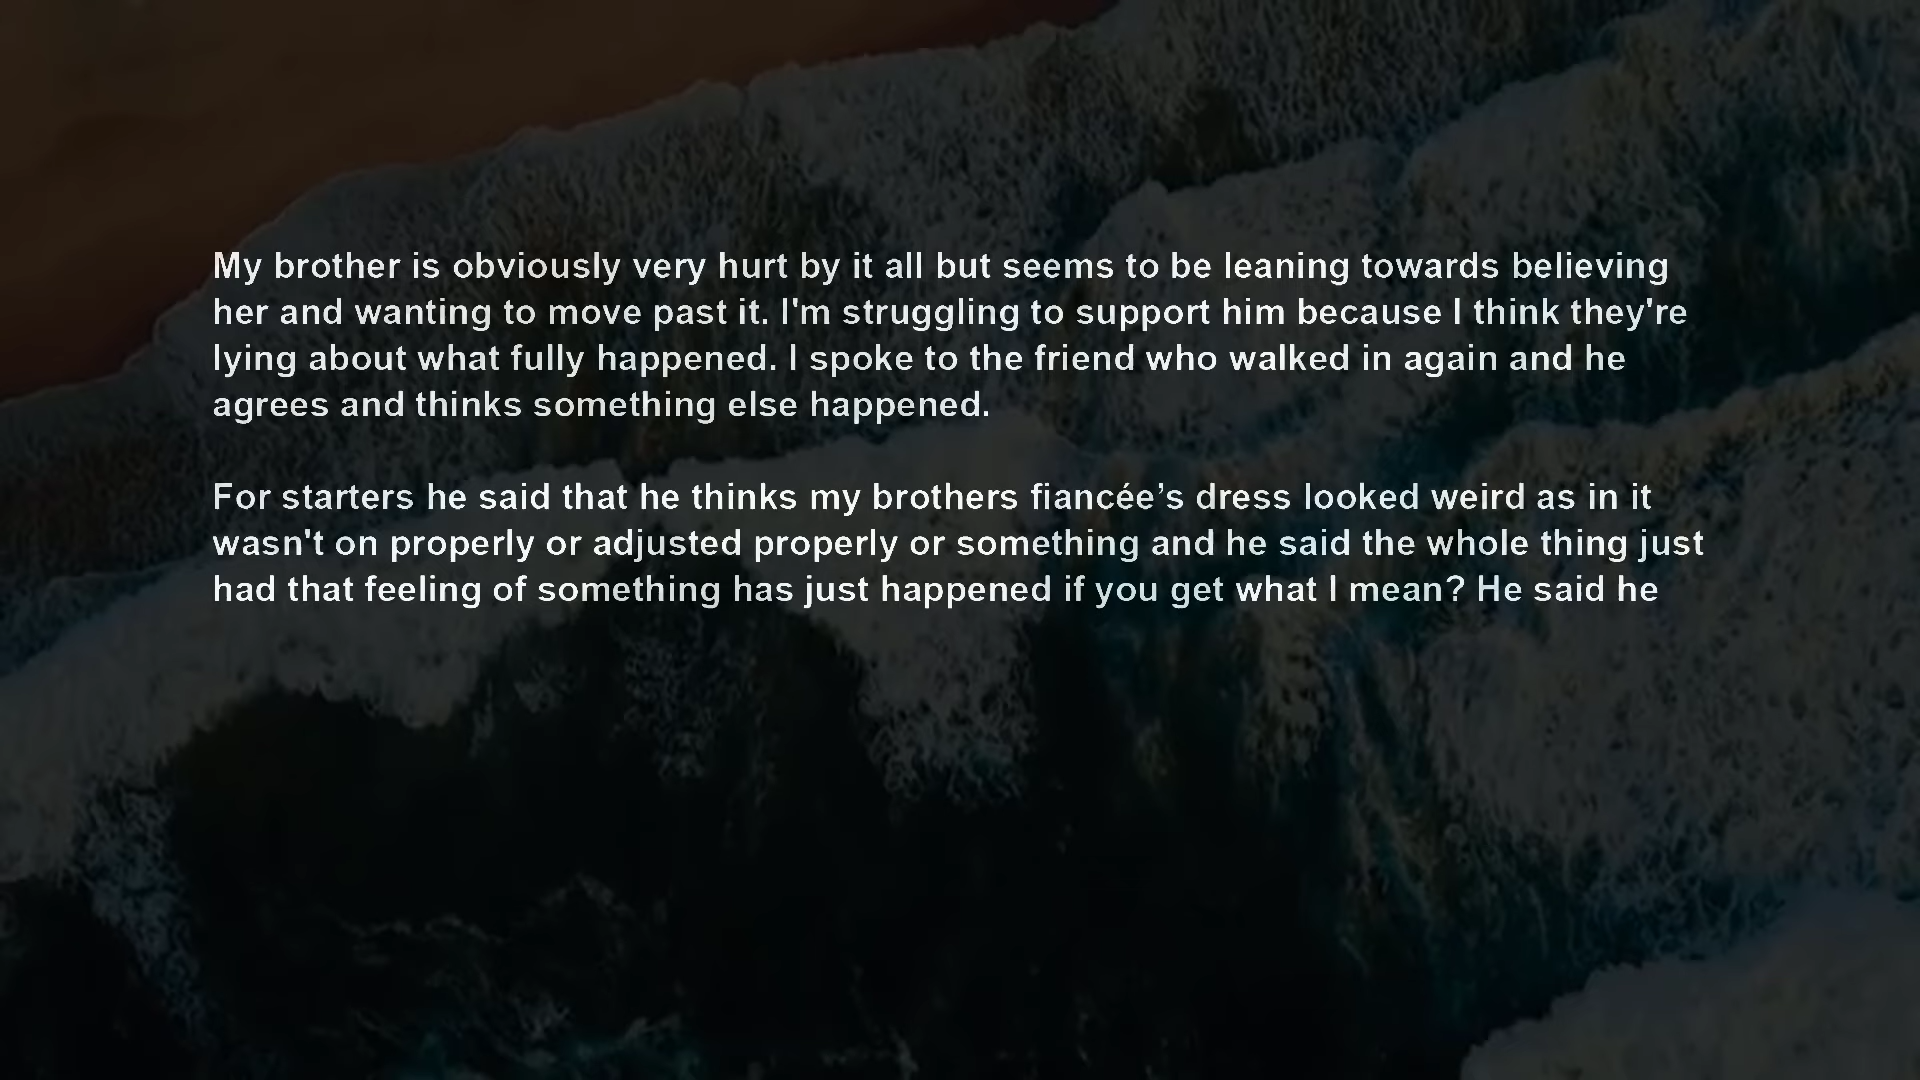 My brother is obviously very hurt by it all but seems to be leaning towards believing
her and wanting to move past it. I'm struggling to support him because I think they're
lying about what fully happened. I spoke to the friend who walked in again and he
agrees and thinks something else happened.
For starters he said that he thinks my brothers fiancée’s dress looked weird as in it
wasn't on properly or adjusted properly or something and he said the whole thing just
had that feeling of something has just happened if you get what I mean? He said he